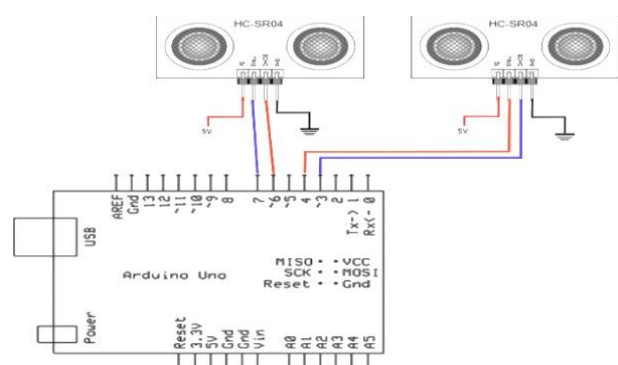 HC-SR04
HC-SR04
5V
5V
AREF
Gnd
13
12
~11
~10
~9
8
7
~6
~5
4
~3
2
Tx-> 1
Rx<- 0
USB
MISO · · VCC
Arduino Uno
SCK · · MOSI
Reset · · Gnd
Power
Reset
3.3V
5V
Gnd
Gnd
Vin
A0
A1
A2
A3
A4
A5